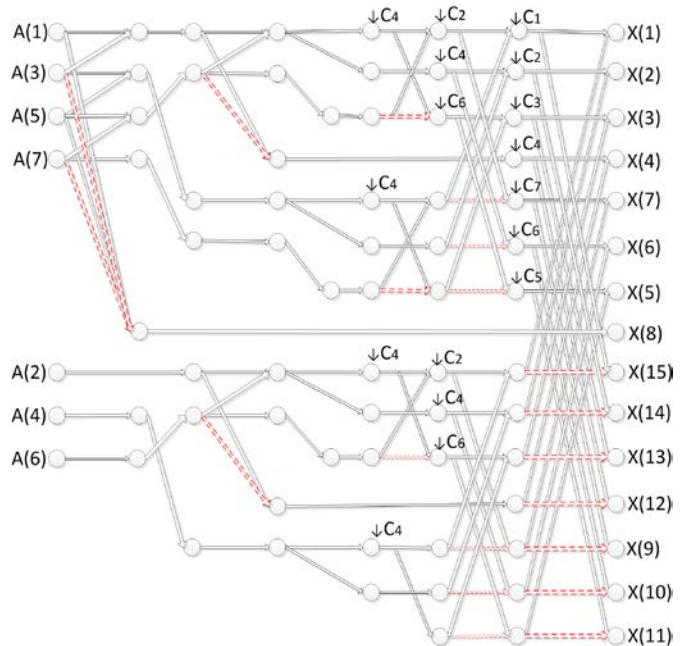 ↓C4 ↓C2 ↓C1
A(1) X(1)
↓C4 ↓C2
A(3) X(2)
↓C6 ↓C3
A(5) X(3)
↓C4
A(7) X(4)
↓C4 ↓C7
X(7)
↓C6
X(6)
↓C5
X(5)
X(8)
↓C4 ↓C2
A(2) X(15)
↓C4
A(4) X(14)
↓C6
A(6) X(13)
X(12)
↓C4
X(9)
X(10)
X(11)